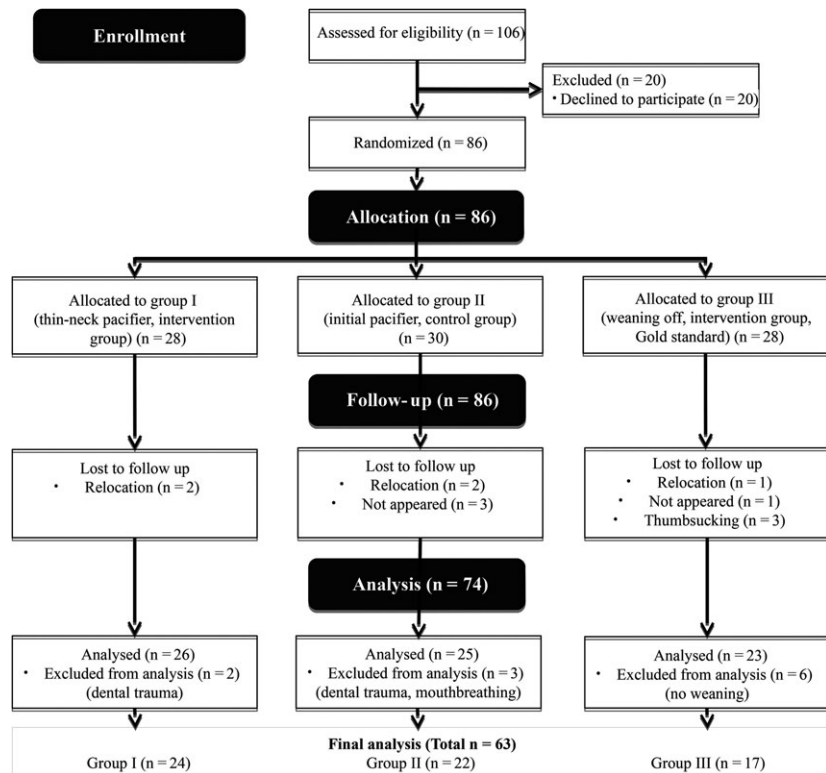 Enrollment
Assessed for eligibility (n = 106)
Excluded (n = 20)
• Declined to participate (n = 20)
Randomized (n = 86)
Allocation (n = 86)
Allocated to group I
(thin-neck pacifier, intervention
group) (n = 28)
Allocated to group II
(initial pacifier, control group)
(n = 30)
Allocated to group III
(weaning off, intervention group,
Gold standard) (n = 28)
Follow-up (n = 86)
Lost to follow up
• Relocation (n = 2)
Lost to follow up
• Relocation (n = 2)
• Not appeared (n = 3)
Lost to follow up
• Relocation (n = 1)
• Not appeared (n = 1)
• Thumbsucking (n = 3)
Analysis (n = 74)
Analysed (n = 26)
• Excluded from analysis (n = 2)
(dental trauma)
Analysed (n = 25)
• Excluded from analysis (n = 3)
(dental trauma, mouthbreathing)
Analysed (n = 23)
• Excluded from analysis (n = 6)
(no weaning)
Final analysis (Total n = 63)
Group I (n = 24)
Group II (n = 22)
Group III (n = 17)